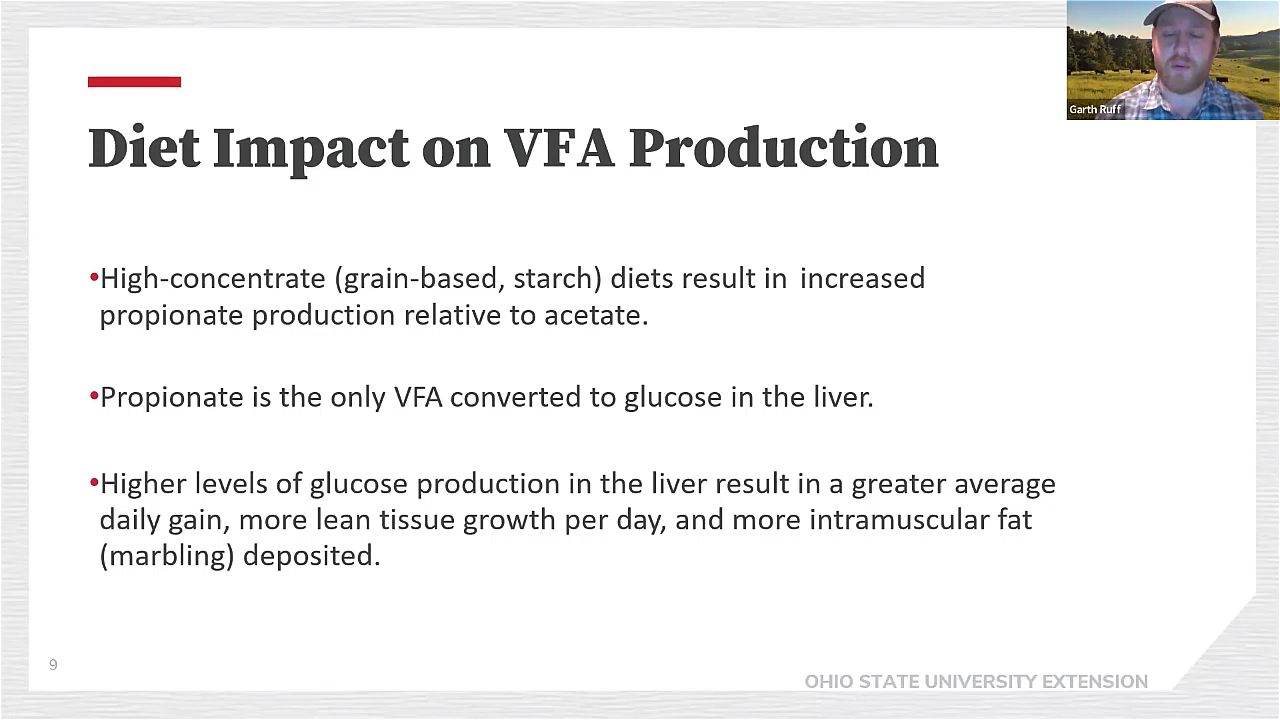 Garth Ruff
Diet Impact on VFA Production
•High-concentrate (grain-based, starch) diets result in increased
propionate production relative to acetate.
•Propionate is the only VFA converted to glucose in the liver.
•Higher levels of glucose production in the liver result in a greater average
daily gain, more lean tissue growth per day, and more intramuscular fat
(marbling) deposited.
9
OHIO STATE UNIVERSITY EXTENSION